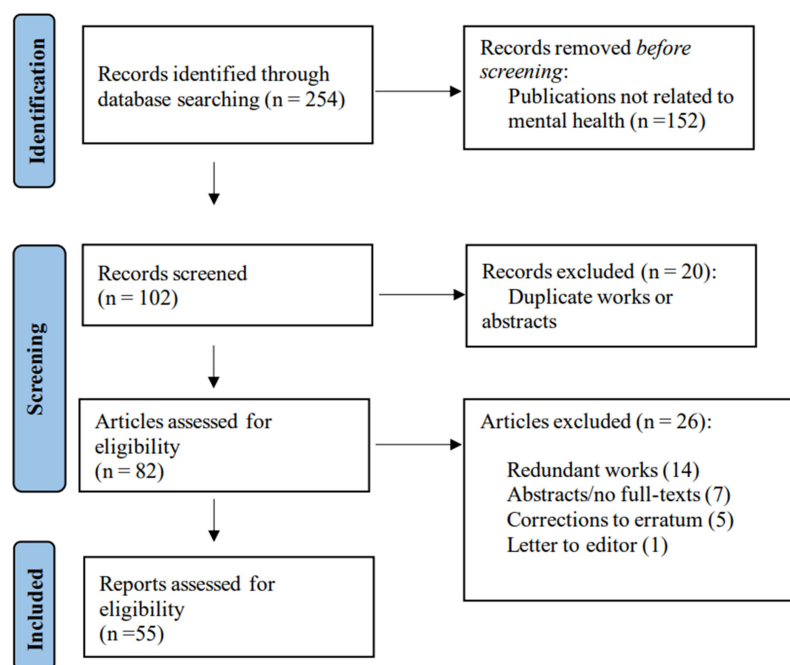 Identification
Records identified through
database searching (n = 254)
Records removed before
screening:
Publications not related to
mental health (n =152)
Screening
Records screened
(n = 102)
Records excluded (n = 20):
Duplicate works or
abstracts
Articles assessed for
eligibility
(n = 82)
Articles excluded (n = 26):
Redundant works (14)
Abstracts/no full-texts (7)
Corrections to erratum (5)
Letter to editor (1)
Included
Reports assessed for
eligibility
(n =55)